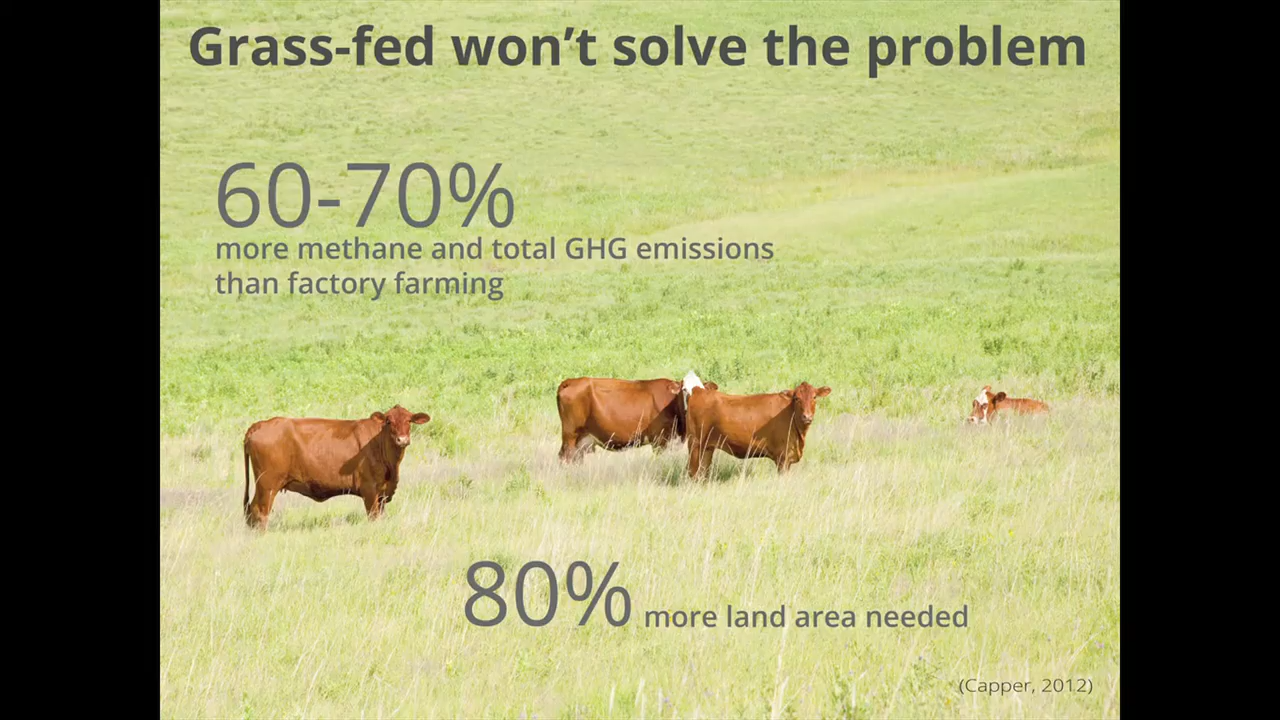 Grass-fed won’t solve the problem
60-70%
more methane and total GHG emissions
than factory farming
80% more land area needed
(Capper, 2012)